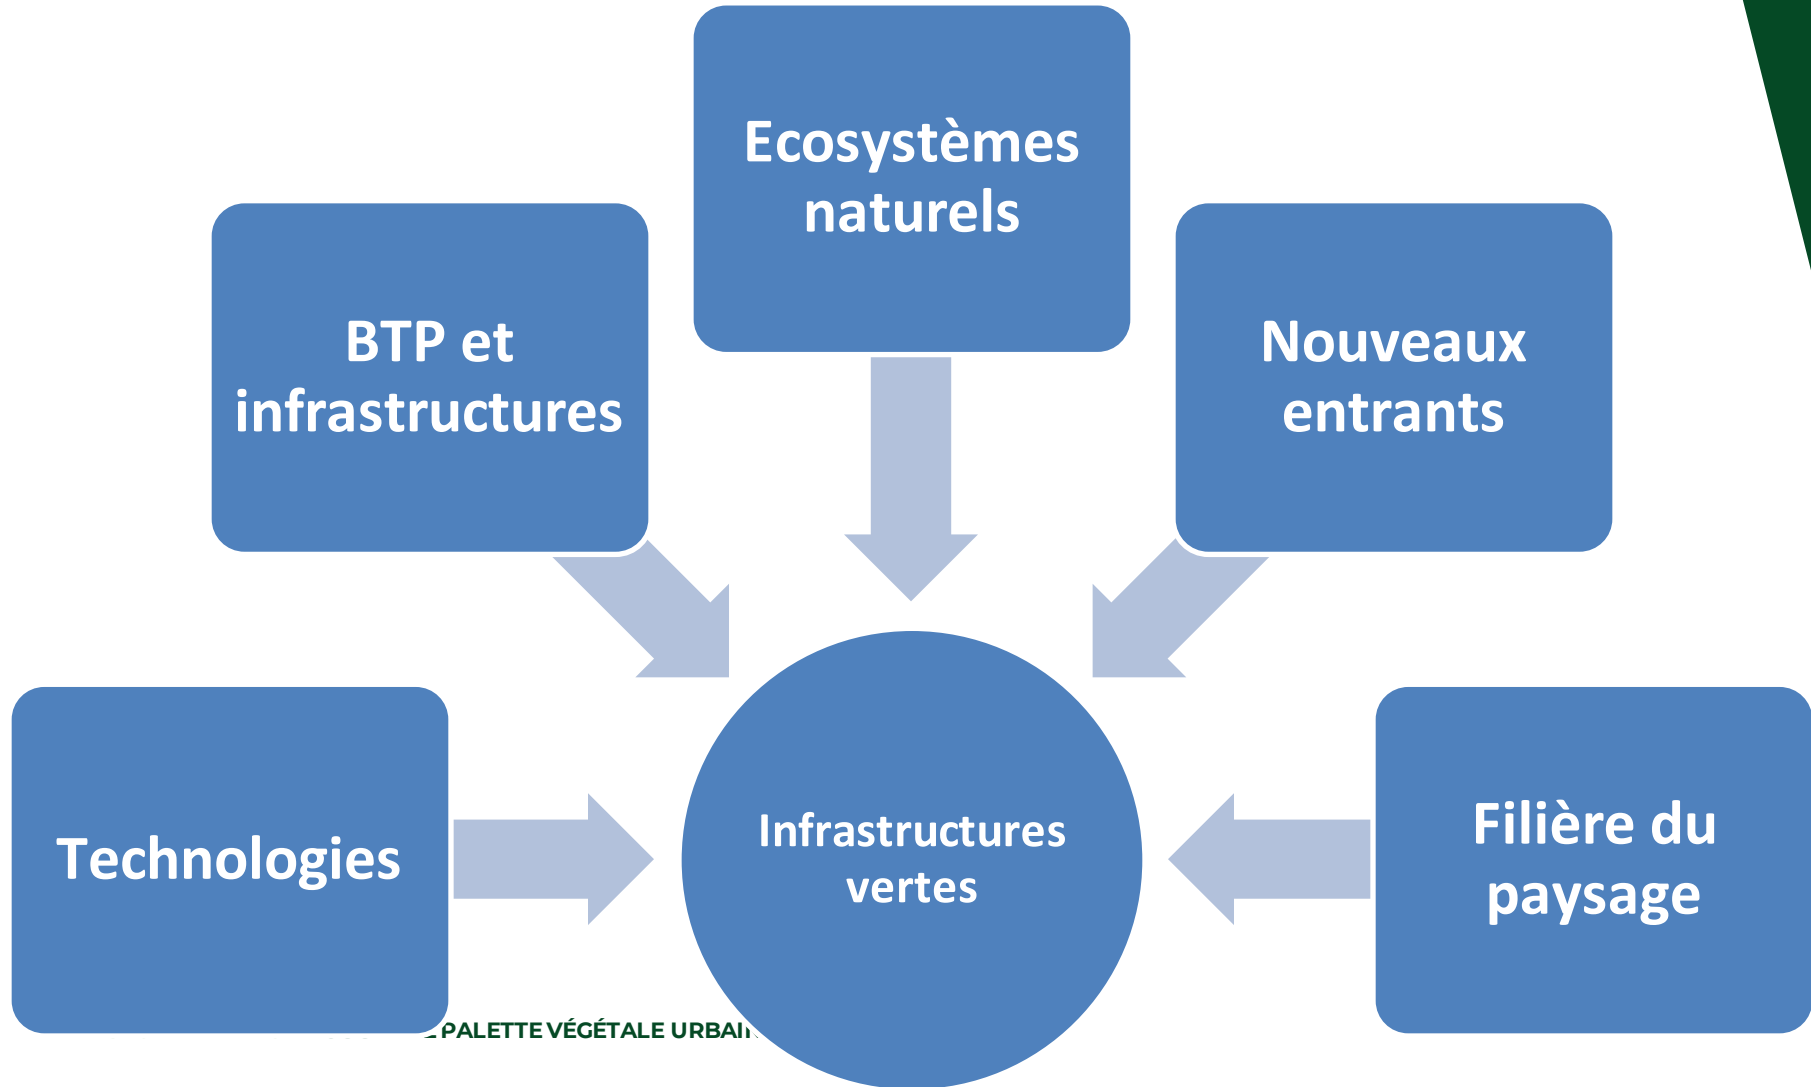 Ecosystèmes
naturels
BTP et
infrastructures
Nouveaux
entrants
Technologies
Infrastructures
vertes
Filière du
paysage
PALETTE VÉGÉTALE